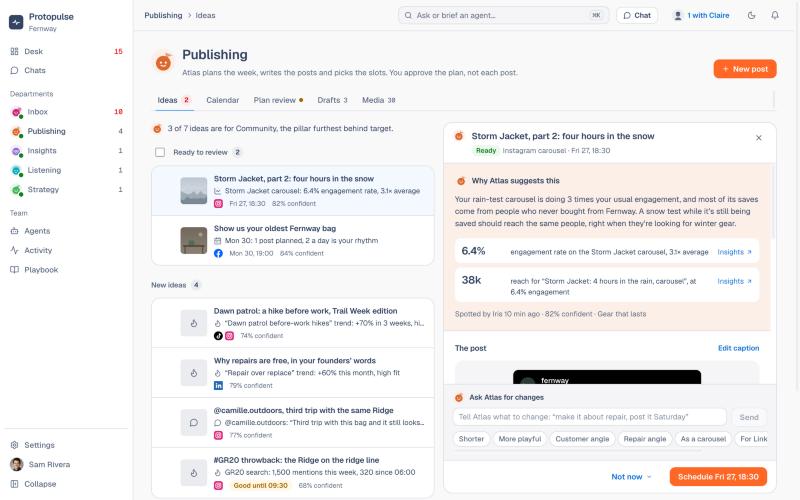 Protopulse
Fernway
Publishing > Ideas
Ask or brief an agent...
⌘K
Chat
1 with Claire
Desk 15
Chats
Departments
Inbox 10
Publishing 4
Insights 1
Listening 1
Strategy 1
Team
Agents
Activity
Playbook
Settings
Sam Rivera
Collapse
Publishing
Atlas plans the week, writes the posts and picks the slots. You approve the plan, not each post.
+ New post
Ideas 2
Calendar
Plan review
Drafts 3
Media 30
3 of 7 ideas are for Community, the pillar furthest behind target.
Ready to review 2
Storm Jacket, part 2: four hours in the snow
Storm Jacket carousel: 6.4% engagement rate, 3.1× average
Fri 27, 18:30 82% confident
Show us your oldest Fernway bag
Mon 30: 1 post planned, 2 a day is your rhythm
Mon 30, 19:00 84% confident
New ideas 4
Dawn patrol: a hike before work, Trail Week edition
"Dawn patrol before-work hikes" trend: +70% in 3 weeks, hi...
74% confident
Why repairs are free, in your founders' words
"Repair over replace" trend: +60% this month, high fit
79% confident
@camille.outdoors, third trip with the same Ridge
@camille.outdoors: "Third trip with this bag and it still looks...
77% confident
#GR20 throwback: the Ridge on the ridge line
GR20 search: 1,500 mentions this week, 320 since 06:00
Good until 09:30 68% confident
Storm Jacket, part 2: four hours in the snow
Ready Instagram carousel · Fri 27, 18:30
Why Atlas suggests this
Your rain-test carousel is doing 3 times your usual engagement, and most of its saves
come from people who never bought from Fernway. A snow test while it's still being
saved should reach the same people, right when they're looking for winter gear.
6.4% engagement rate on the Storm Jacket carousel, 3.1× average Insights ↗
38k reach for "Storm Jacket: 4 hours in the rain, carousel", at Insights ↗
6.4% engagement
Spotted by Iris 10 min ago · 82% confident · Gear that lasts
The post
Edit caption
fernway
Ask Atlas for changes
Tell Atlas what to change: "make it about repair, post it Saturday"
Send
Shorter
More playful
Customer angle
Repair angle
As a carousel
For Link
Not now
Schedule Fri 27, 18:30